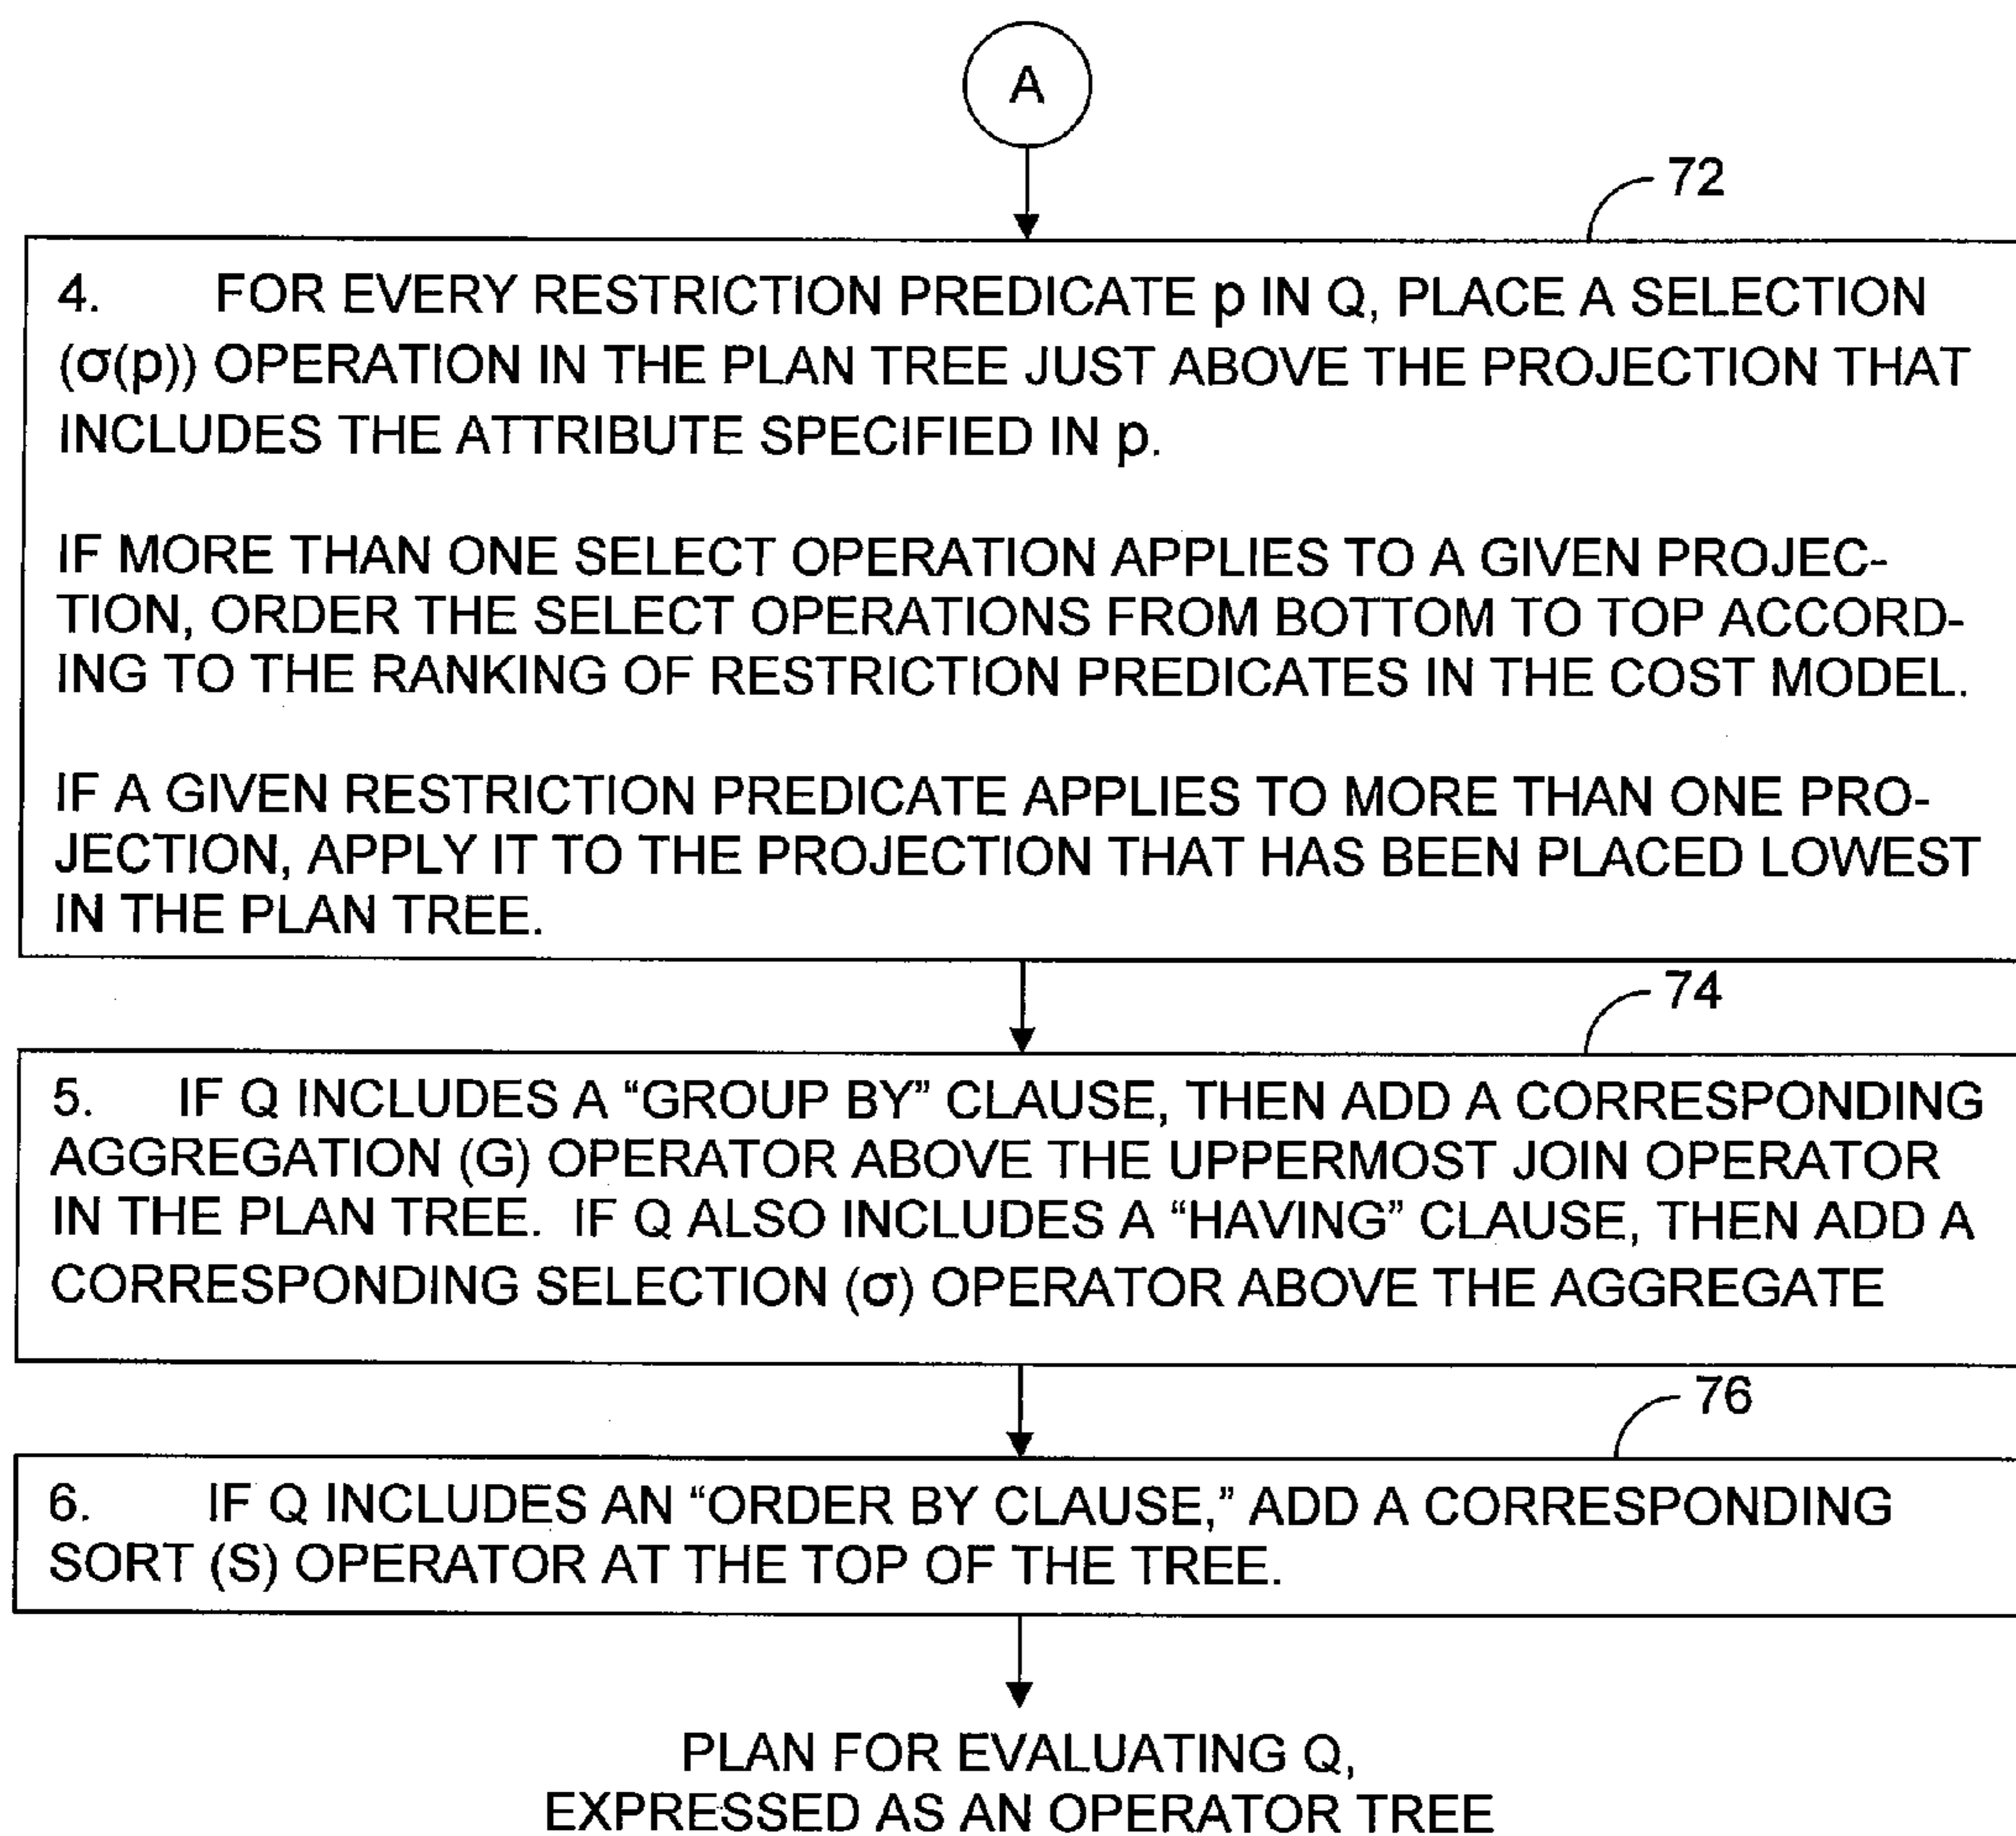 A
72
4. FOR EVERY RESTRICTION PREDICATE p IN Q, PLACE A SELECTION
(σ(p)) OPERATION IN THE PLAN TREE JUST ABOVE THE PROJECTION THAT
INCLUDES THE ATTRIBUTE SPECIFIED IN p.
IF MORE THAN ONE SELECT OPERATION APPLIES TO A GIVEN PROJEC-
TION, ORDER THE SELECT OPERATIONS FROM BOTTOM TO TOP ACCORD-
ING TO THE RANKING OF RESTRICTION PREDICATES IN THE COST MODEL.
IF A GIVEN RESTRICTION PREDICATE APPLIES TO MORE THAN ONE PRO-
JECTION, APPLY IT TO THE PROJECTION THAT HAS BEEN PLACED LOWEST
IN THE PLAN TREE.
74
5. IF Q INCLUDES A “GROUP BY” CLAUSE, THEN ADD A CORRESPONDING
AGGREGATION (G) OPERATOR ABOVE THE UPPERMOST JOIN OPERATOR
IN THE PLAN TREE. IF Q ALSO INCLUDES A “HAVING” CLAUSE, THEN ADD A
CORRESPONDING SELECTION (σ) OPERATOR ABOVE THE AGGREGATE
76
6. IF Q INCLUDES AN “ORDER BY CLAUSE,” ADD A CORRESPONDING
SORT (S) OPERATOR AT THE TOP OF THE TREE.
PLAN FOR EVALUATING Q,
EXPRESSED AS AN OPERATOR TREE